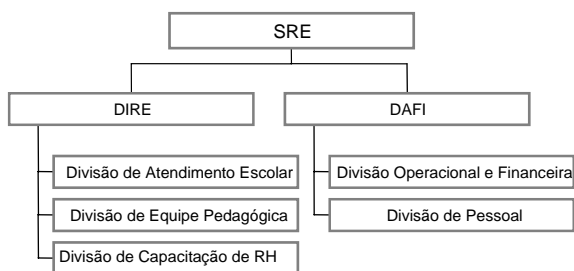 SRE
DIRE
DAFI
Divisão de Atendimento Escolar
Divisão Operacional e Financeira
Divisão de Equipe Pedagógica
Divisão de Pessoal
Divisão de Capacitação de RH